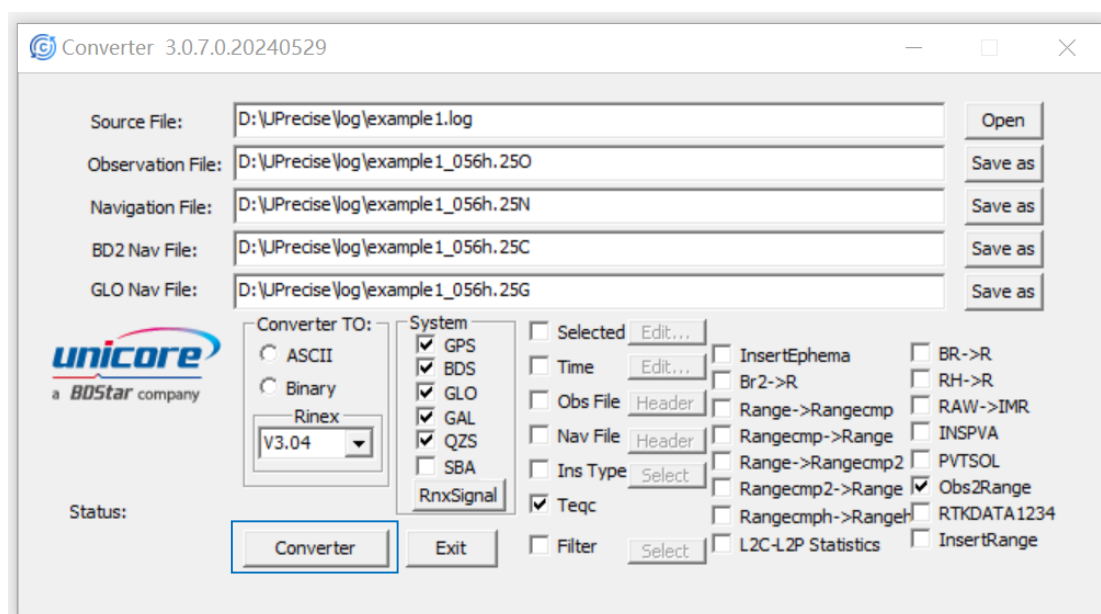 Converter 3.0.7.0.20240529
Source File: D:\UPrecise\log\example1.log Open
Observation File: D:\UPrecise\log\example1_056h.25O Save as
Navigation File: D:\UPrecise\log\example1_056h.25N Save as
BD2 Nav File: D:\UPrecise\log\example1_056h.25C Save as
GLO Nav File: D:\UPrecise\log\example1_056h.25G Save as
unicore
a BDStar company
Converter TO:
ASCII
Binary
Rinex
V3.04
System
GPS
BDS
GLO
GAL
QZS
SBA
RnxSignal
Selected Edit...
Time Edit...
Obs File Header
Nav File Header
Ins Type Select
Teqc
Filter Select
InsertEphema
Br2->R
Range->Rangecmp
Rangecmp->Range
Range->Rangecmp2
Rangecmp2->Range
Rangecmph->Rangeh
L2C-L2P Statistics
BR->R
RH->R
RAW->IMR
INSPVA
PVTSOL
Obs2Range
RTKDATA1234
InsertRange
Status:
Converter Exit